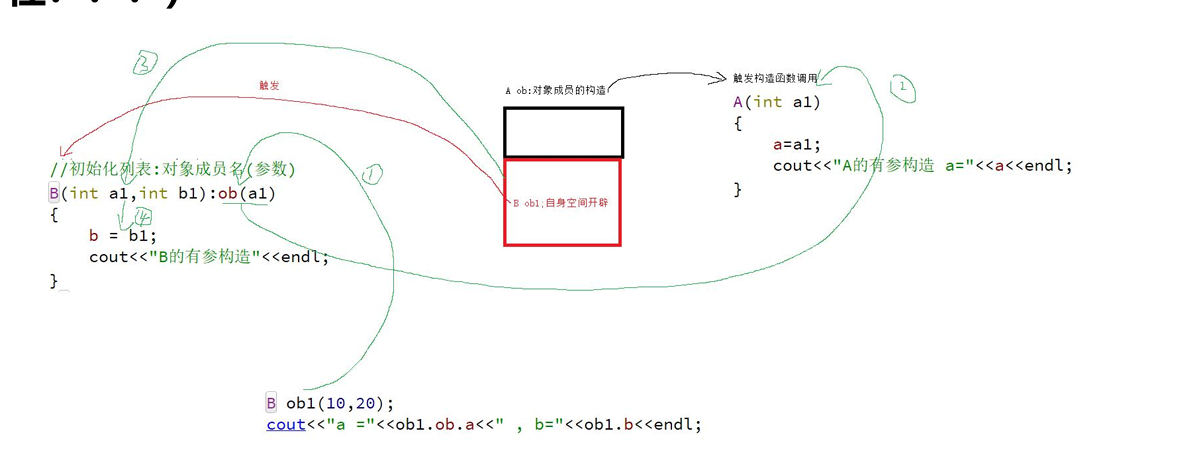 ③
触发
A ob:对象成员的构造
触发构造函数调用
②
A(int a1)
{
a=a1;
cout<<"A的有参构造 a="<<a<<endl;
}
//初始化列表:对象成员名(参数)
①
B(int a1,int b1):ob(a1)
{
④
b = b1;
cout<<"B的有参构造"<<endl;
}
B ob1;自身空间开辟
B ob1(10,20);
cout<<"a ="<<ob1.ob.a<<" , b="<<ob1.b<<endl;